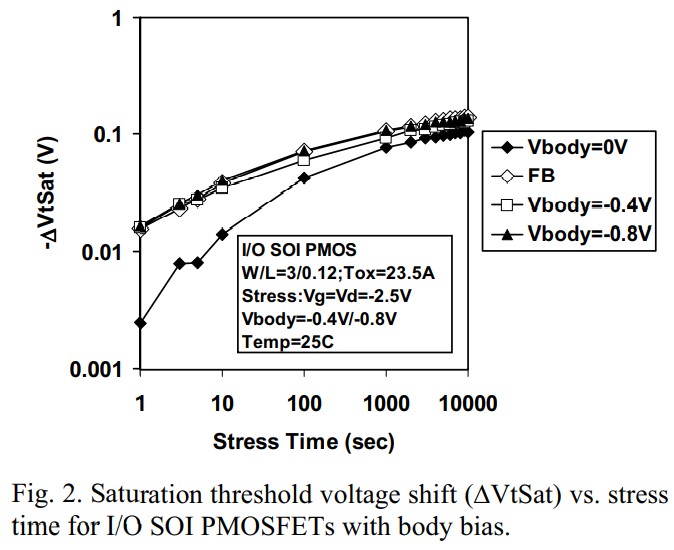 1
0.1
0.01
0.001
-ΔVtSat (V)
1 10 100 1000 10000
Stress Time (sec)
I/O SOI PMOS
W/L=3/0.12;Tox=23.5A
Stress:Vg=Vd=-2.5V
Vbody=-0.4V/-0.8V
Temp=25C
Vbody=0V
FB
Vbody=-0.4V
Vbody=-0.8V
Fig. 2. Saturation threshold voltage shift (ΔVtSat) vs. stress
time for I/O SOI PMOSFETs with body bias.